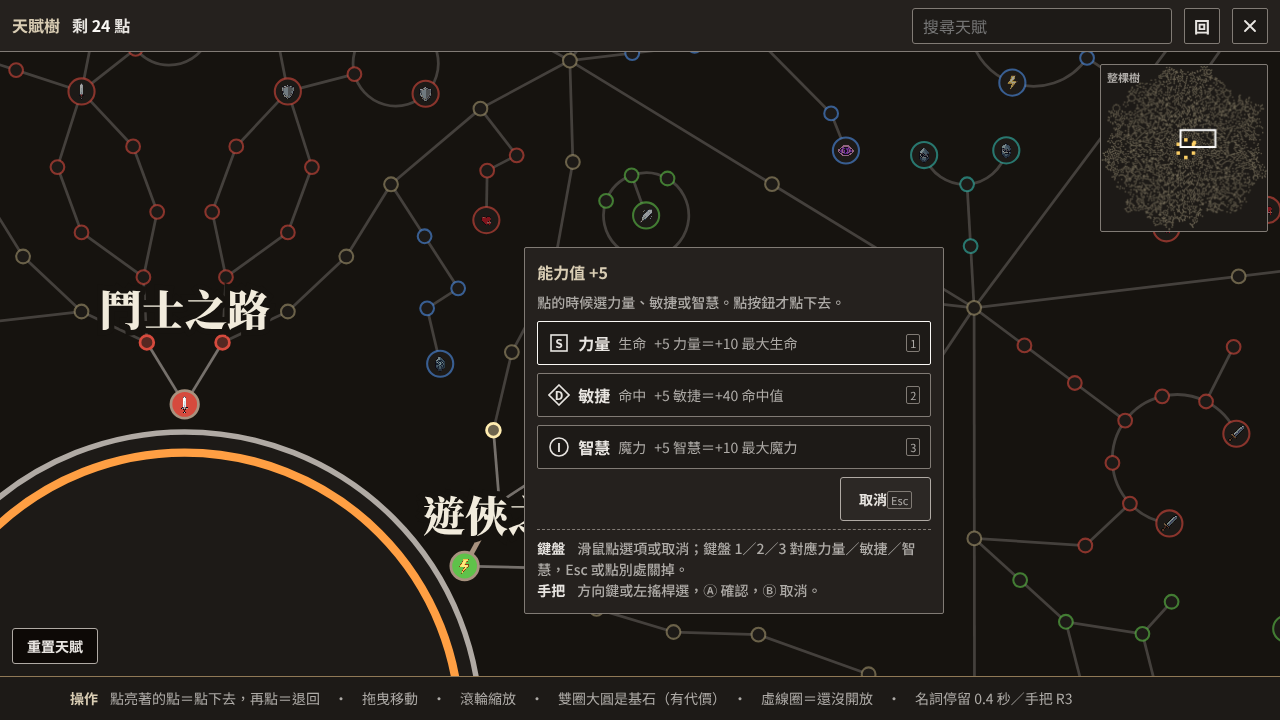 天賦樹 剩 24 點
搜尋天賦
回
整棵樹
鬥士之路
能力值 +5
點的時候選力量、敏捷或智慧。點按鈕才點下去。
S 力量 生命 +5 力量＝+10 最大生命 1
D 敏捷 命中 +5 敏捷＝+40 命中值 2
I 智慧 魔力 +5 智慧＝+10 最大魔力 3
遊俠之
取消 Esc
鍵盤 滑鼠點選項或取消；鍵盤 1／2／3 對應力量／敏捷／智
慧，Esc 或點別處關掉。
手把 方向鍵或左搖桿選，Ⓐ 確認，Ⓑ 取消。
重置天賦
操作 點亮著的點＝點下去，再點＝退回 • 拖曳移動 • 滾輪縮放 • 雙圈大圓是基石（有代價） • 虛線圈＝還沒開放 • 名詞停留 0.4 秒／手把 R3